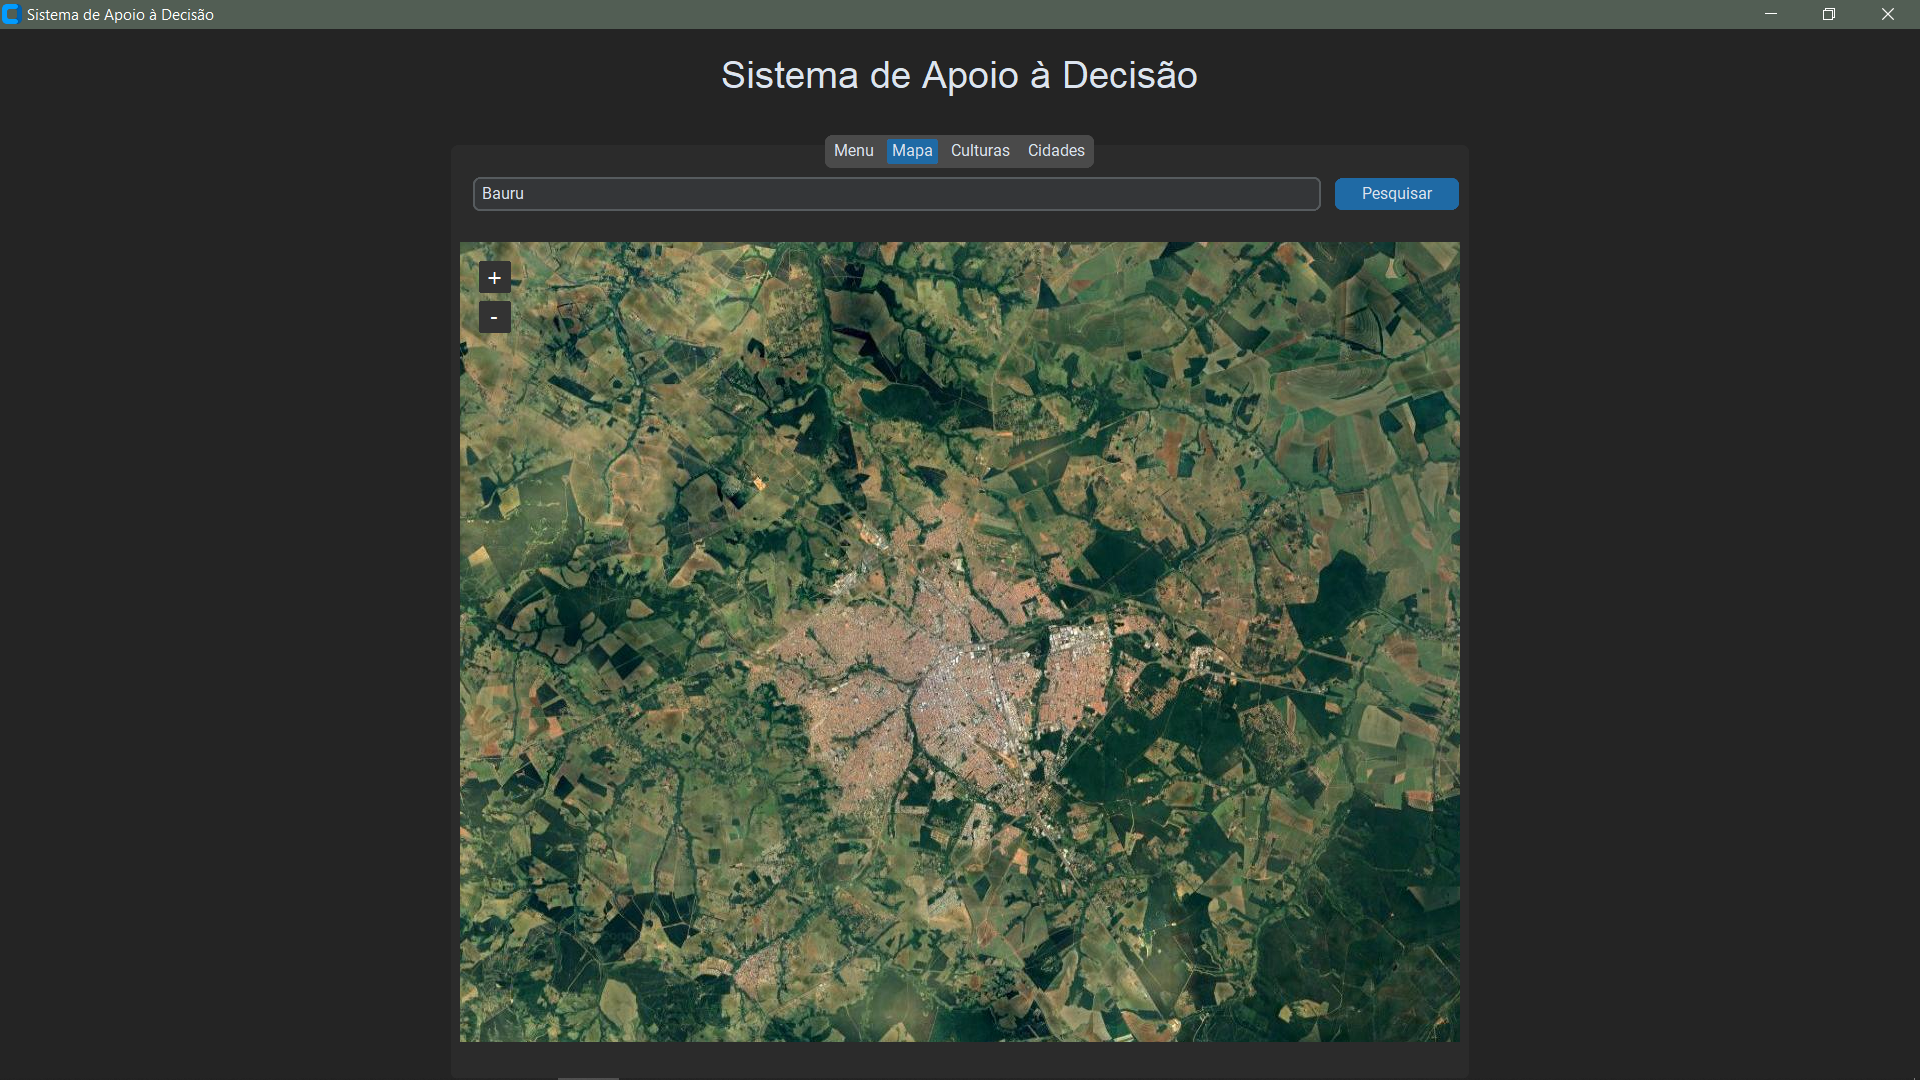 Sistema de Apoio à Decisão
Sistema de Apoio à Decisão
Menu Mapa Culturas Cidades
Bauru Pesquisar
+
-